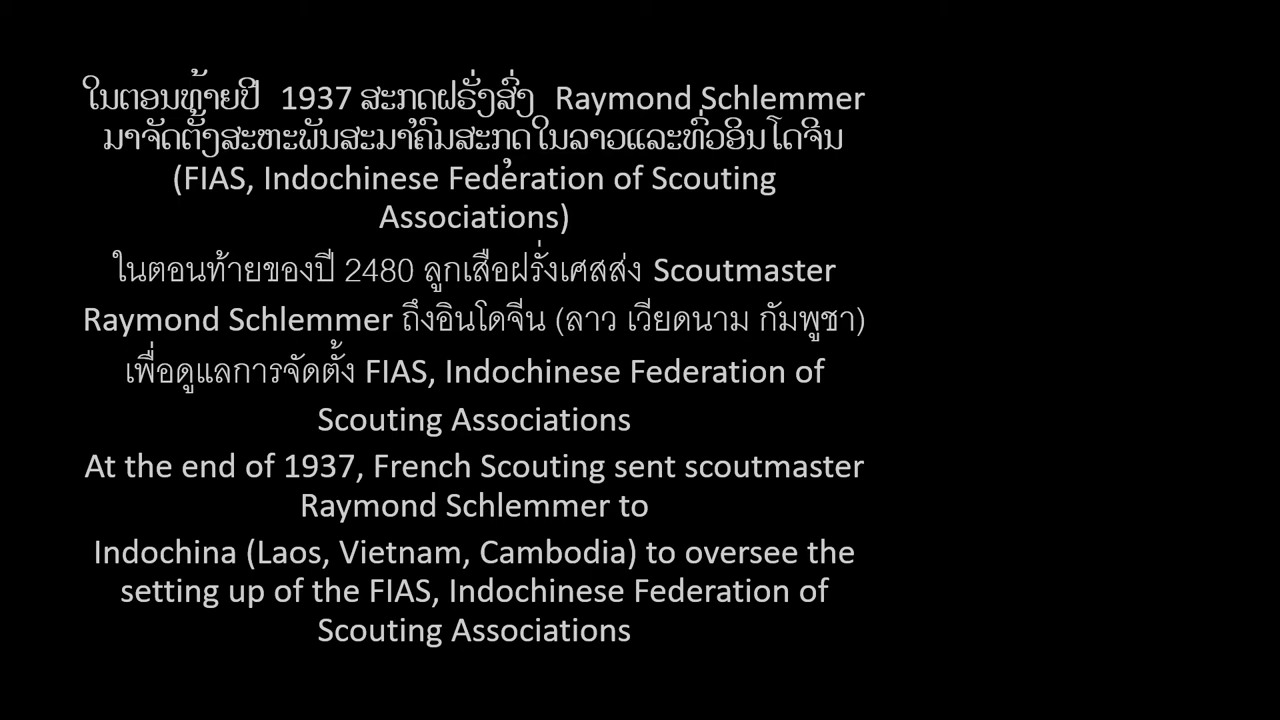 ໃນຕອນທ້າຍປີ 1937 ສະກດຝຣັ່ງສົ່ງ Raymond Schlemmer
ມາຈັດຕັ້ງສະຫະພັນສະມາຄົມສະກຸດໃນລາວແລະທົ່ວອິນໂດຈີນ
(FIAS, Indochinese Federation of Scouting
Associations)
ในตอนท้ายของปี 2480 ลูกเสือฝรั่งเศสส่ง Scoutmaster
Raymond Schlemmer ถึงอินโดจีน (ลาว เวียดนาม กัมพูชา)
เพื่อดูแลการจัดตั้ง FIAS, Indochinese Federation of
Scouting Associations
At the end of 1937, French Scouting sent scoutmaster
Raymond Schlemmer to
Indochina (Laos, Vietnam, Cambodia) to oversee the
setting up of the FIAS, Indochinese Federation of
Scouting Associations